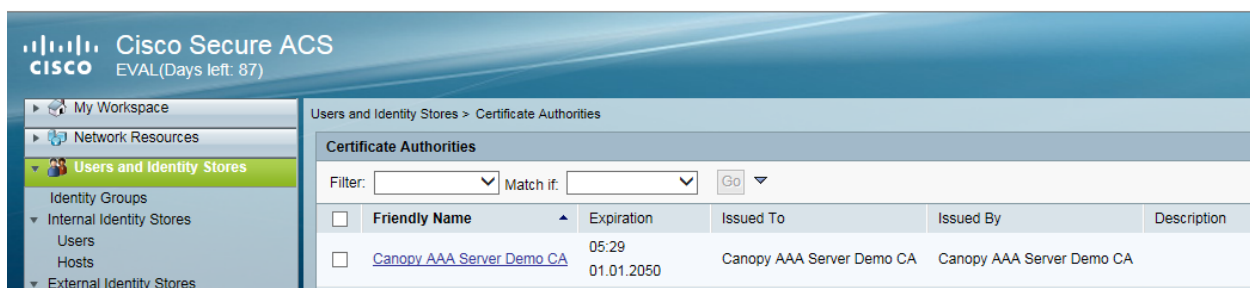 Cisco Secure ACS
CISCO EVAL(Days left: 87)
My Workspace
Network Resources
Users and Identity Stores
Identity Groups
Internal Identity Stores
Users
Hosts
External Identity Stores
Users and Identity Stores > Certificate Authorities
Certificate Authorities
Filter: Match if: Go
Friendly Name Expiration Issued To Issued By Description
Canopy AAA Server Demo CA 05:29 Canopy AAA Server Demo CA Canopy AAA Server Demo CA
01.01.2050